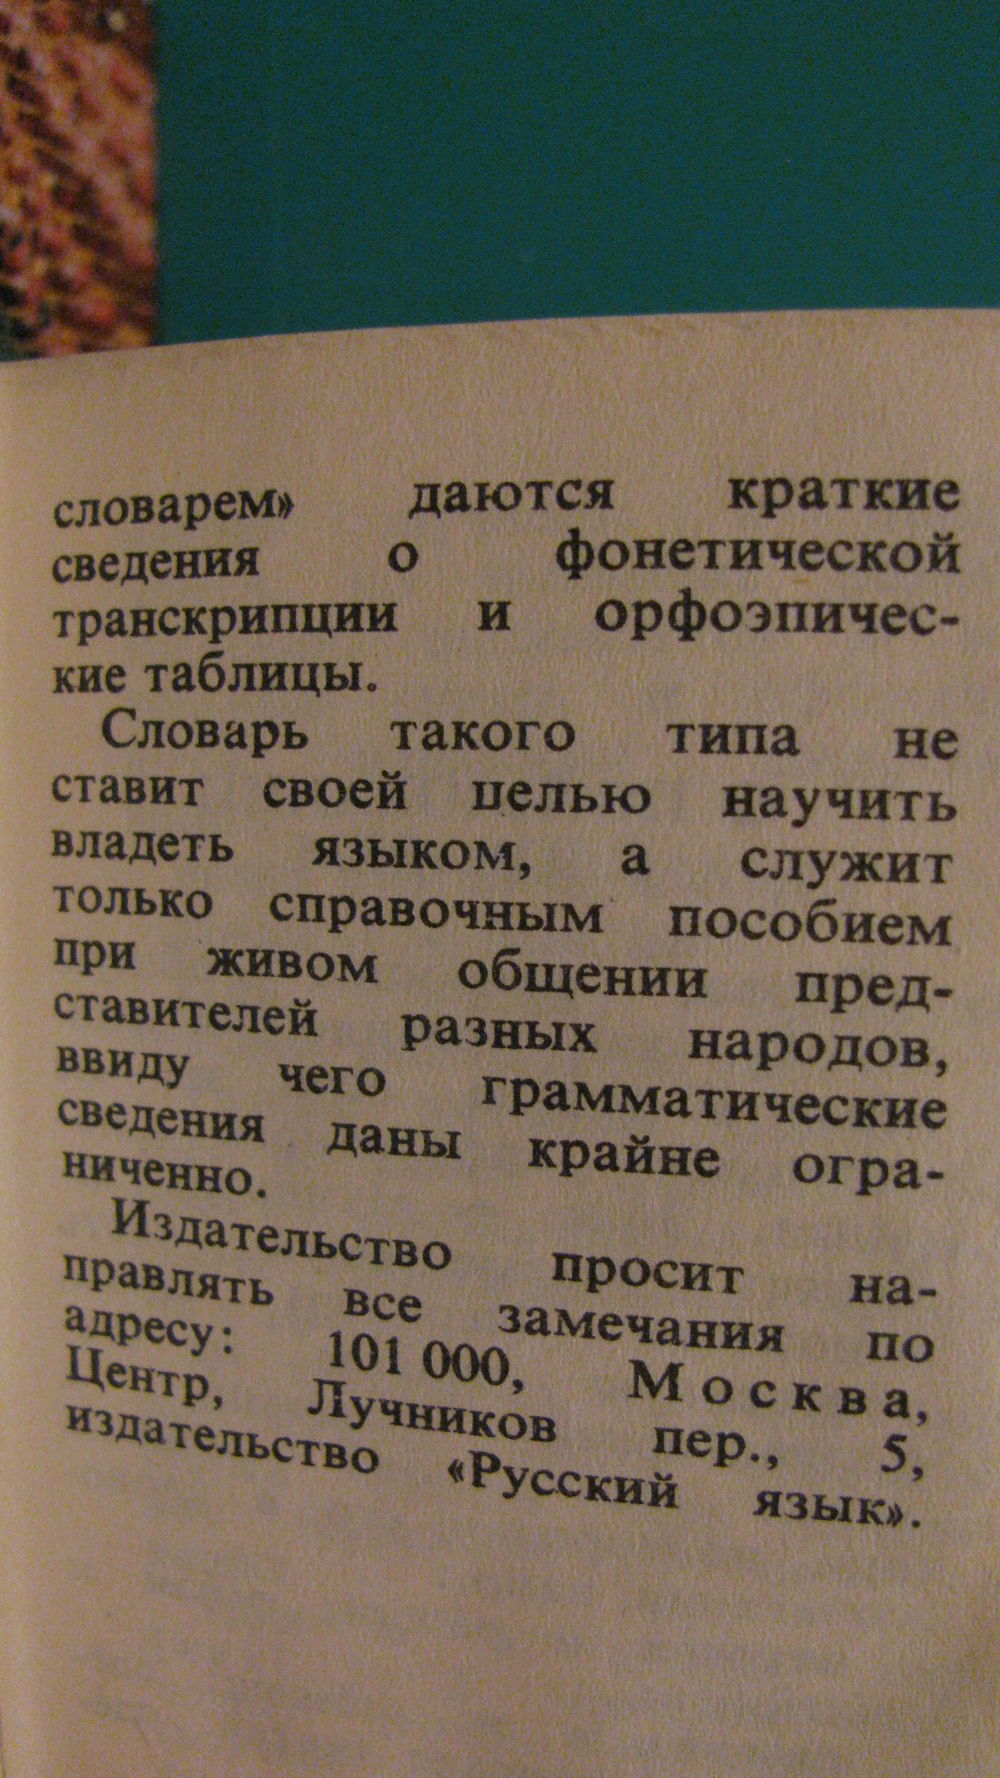 словарем» даются краткие
сведения о фонетической
транскрипции и орфоэпичес-
кие таблицы.
Словарь такого типа не
ставит своей целью научить
владеть языком, а служит
только справочным пособием
при живом общении пред-
ставителей разных народов,
ввиду чего грамматические
сведения даны крайне огра-
ниченно.
Издательство просит на-
правлять все замечания по
адресу: 101 000, Москва,
Центр, Лучников пер., 5,
издательство «Русский язык».